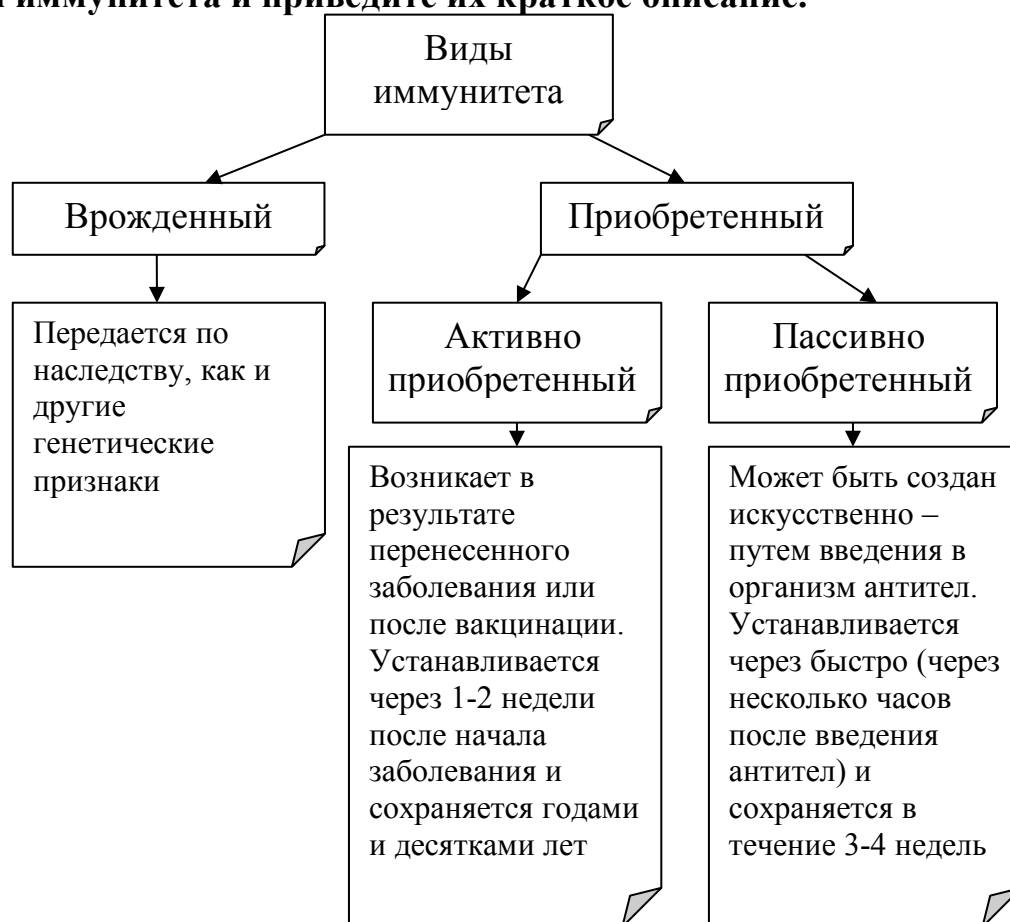 иммунитета и приведите их краткое описание.
Виды
иммунитета
Врожденный
Приобретенный
Передается по
наследству, как и
другие
генетические
признаки
Активно
приобретенный
Пассивно
приобретенный
Возникает в
результате
перенесенного
заболевания или
после вакцинации.
Устанавливается
через 1-2 недели
после начала
заболевания и
сохраняется годами
и десятками лет
Может быть создан
искусственно –
путем введения в
организм антител.
Устанавливается
через быстро (через
несколько часов
после введения
антител) и
сохраняется в
течение 3-4 недель